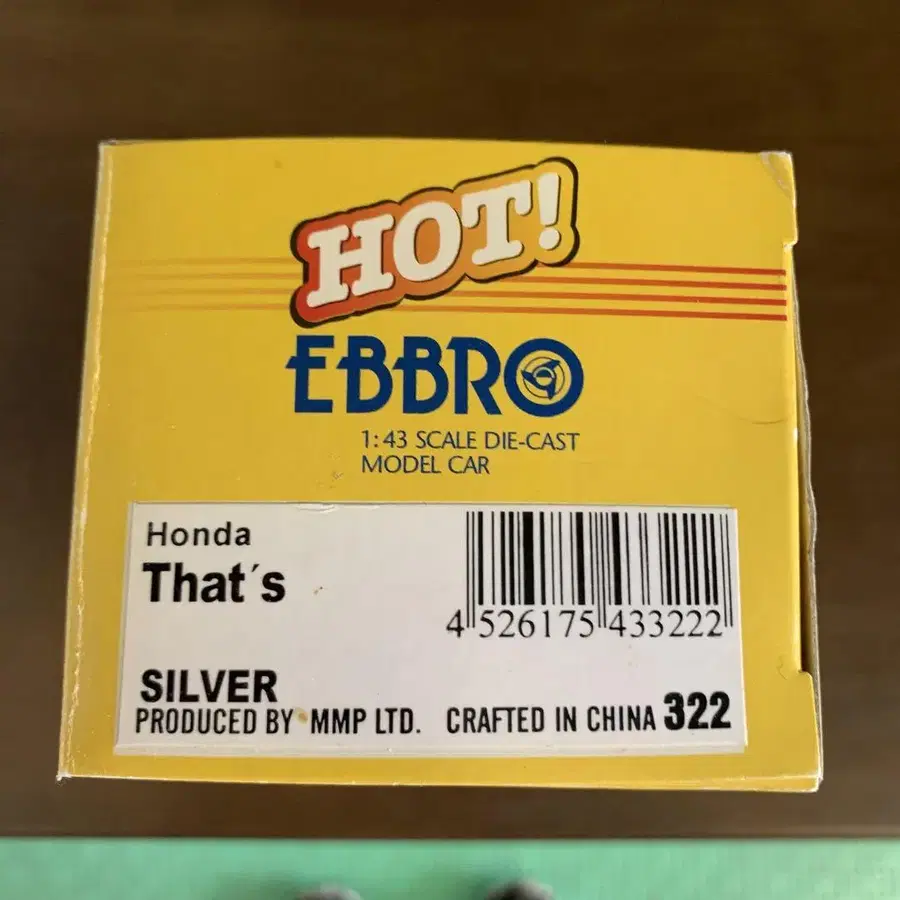 HOT!
EBBRO
1:43 SCALE DIE-CAST
MODEL CAR
Honda
That´s
4 526175 433222
SILVER
PRODUCED BY MMP LTD. CRAFTED IN CHINA 322